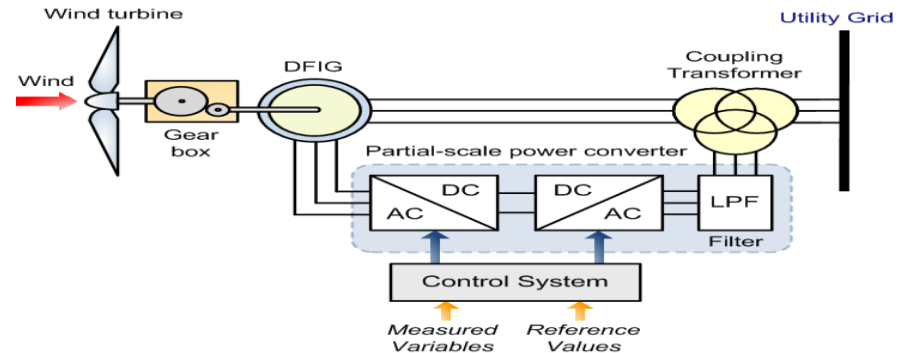 Wind turbine
Utility Grid
Coupling
Transformer
DFIG
Wind
Gear
box
Partial-scale power converter
DC
AC
DC
AC
LPF
Filter
Control System
Measured
Variables
Reference
Values